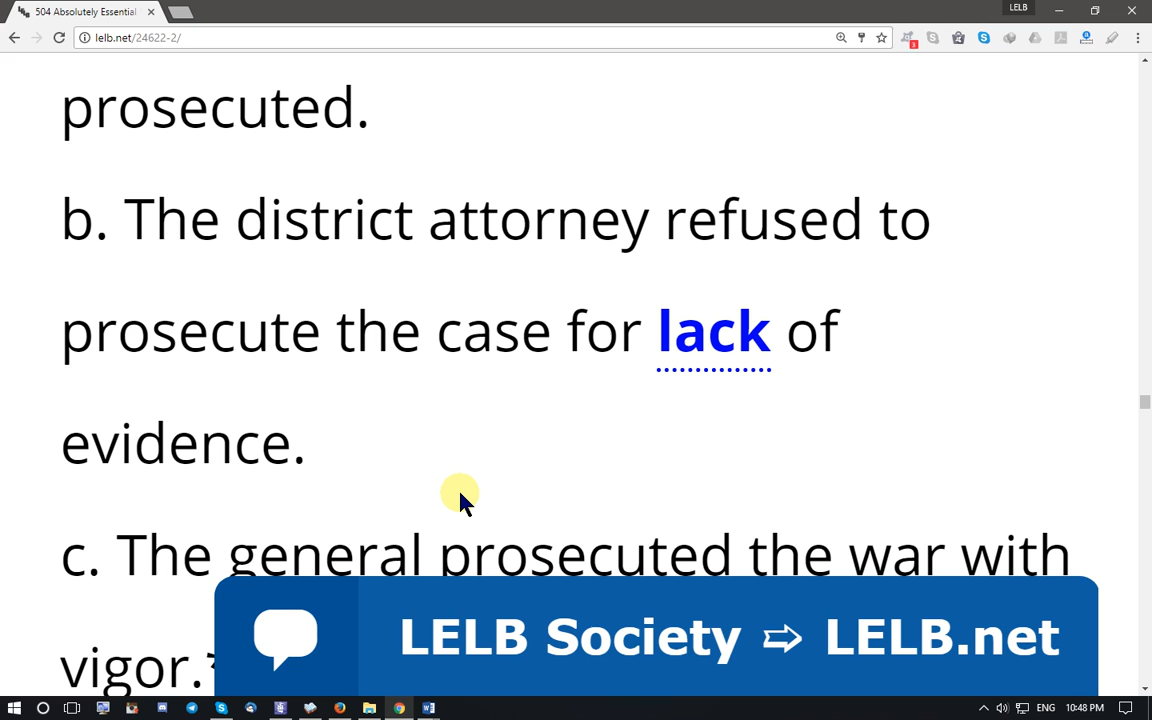 504 Absolutely Essential
LELB
lelb.net/24622-2/
3
prosecuted.
b. The district attorney refused to
prosecute the case for lack of
evidence.
c. The general prosecuted the war with
vigor.
LELB Society ⇨ LELB.net
ENG 10:48 PM